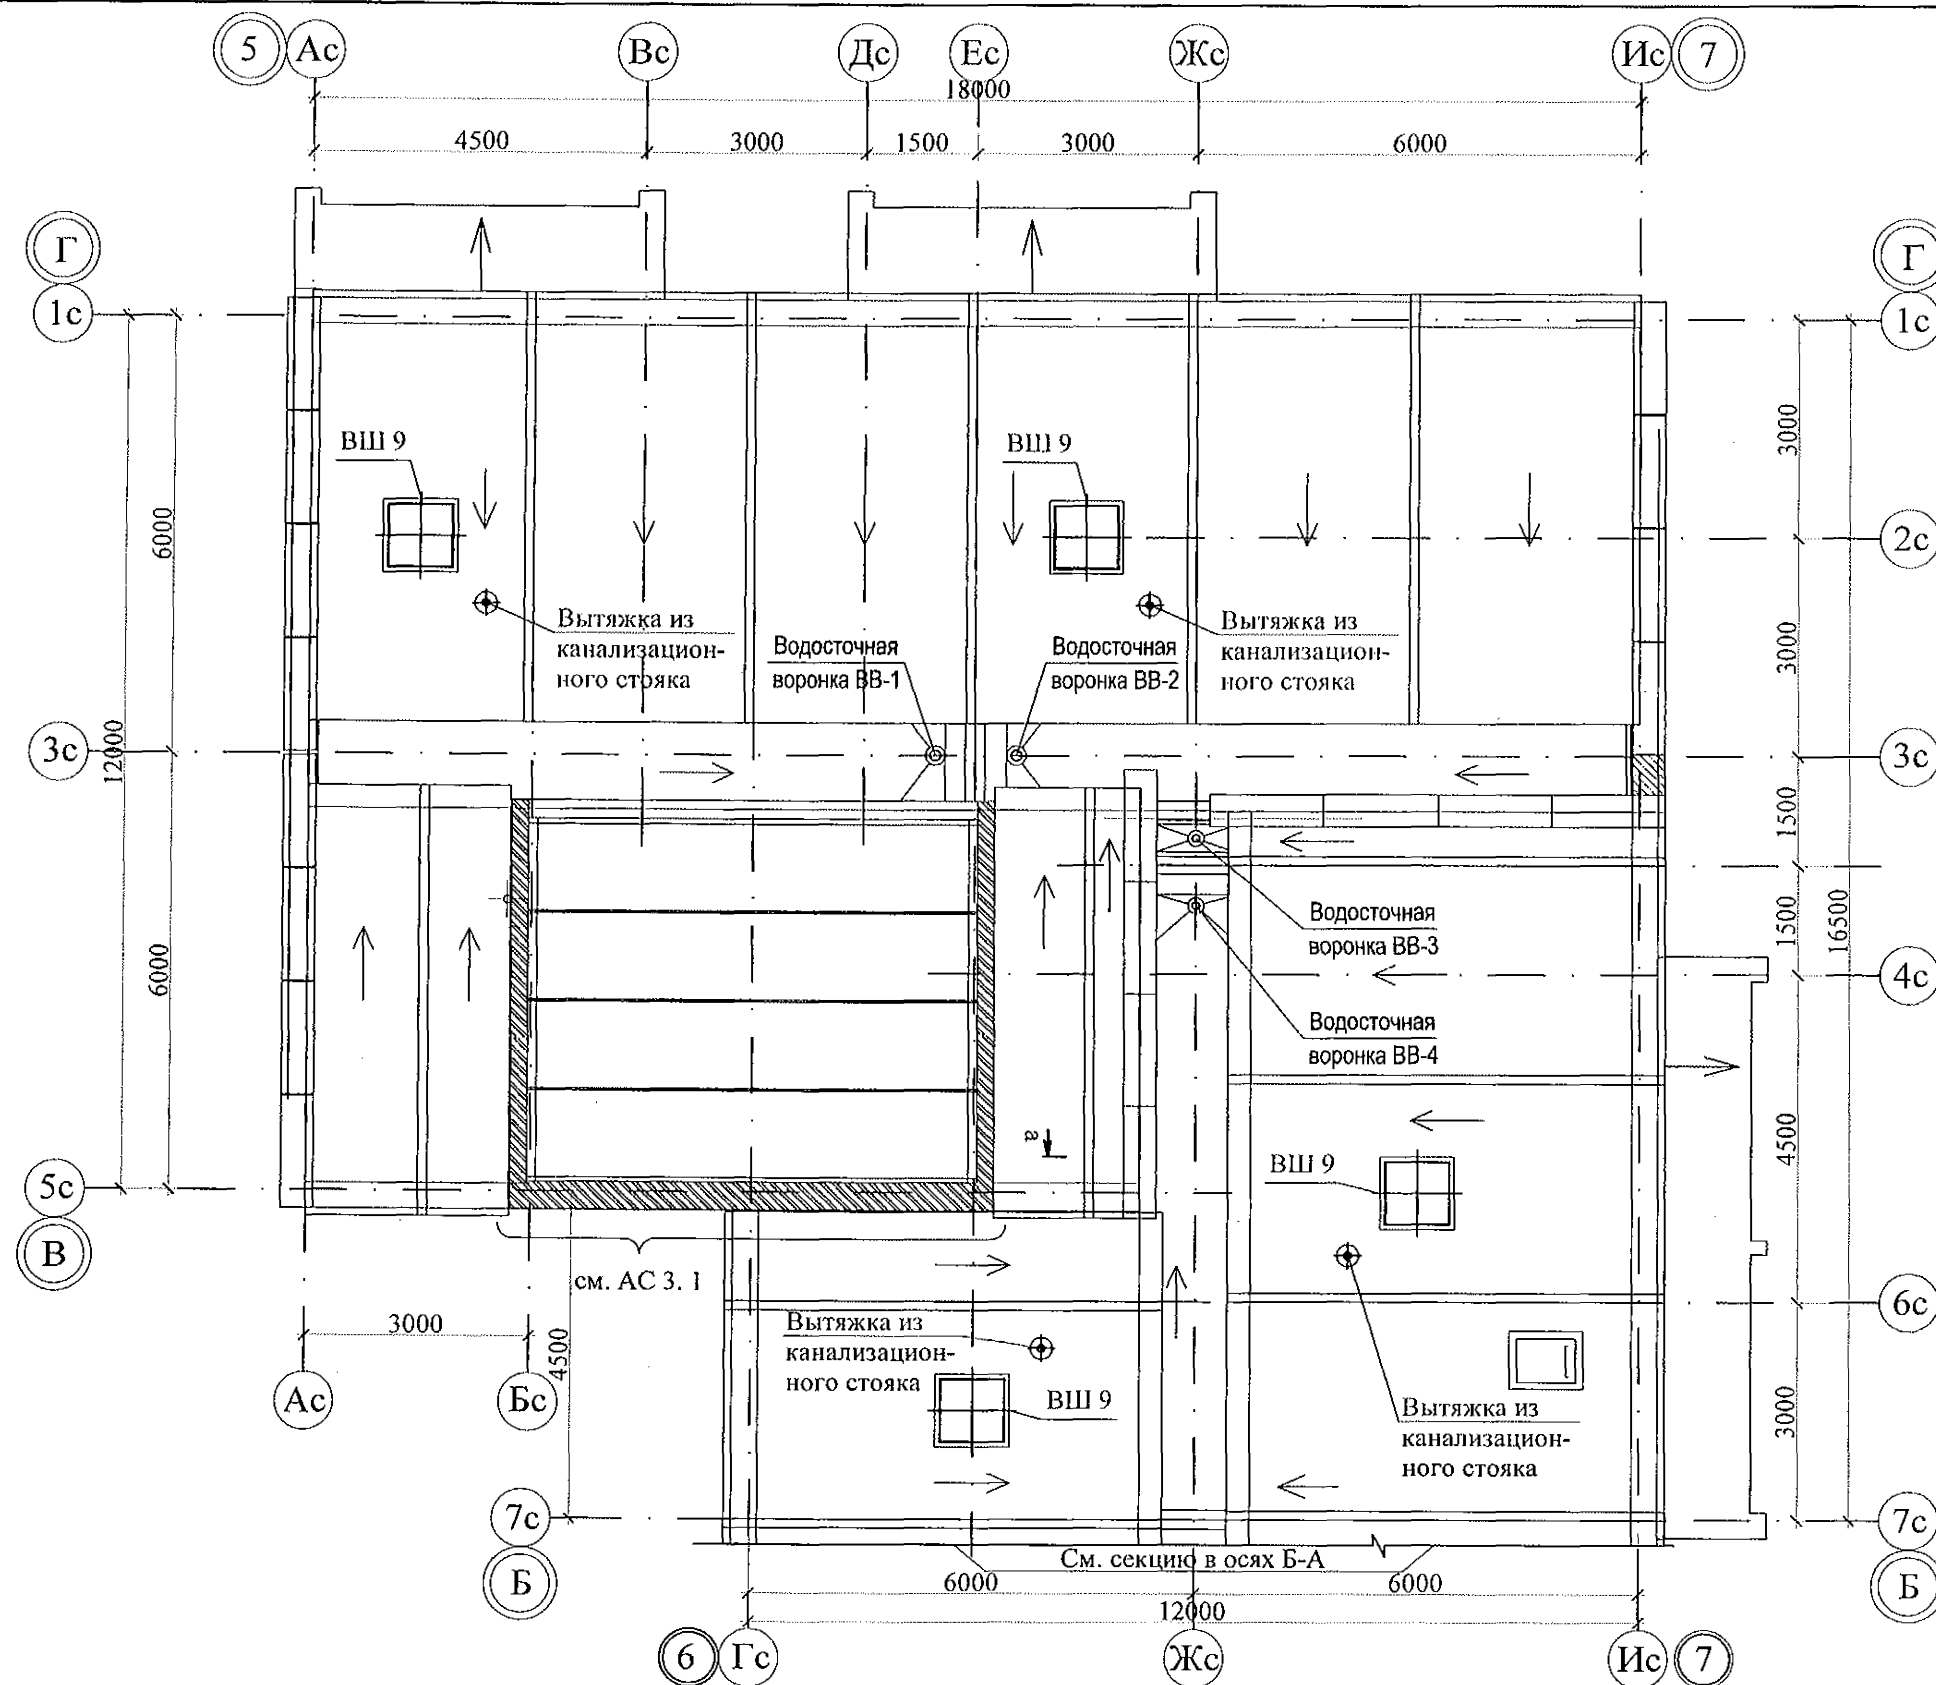 5 Ас Вс Дс Ес Жс Ис 7
18000
4500 3000 1500 3000 6000
Г Г
1с 1с
3000
ВШ 9 ВШ 9
6000
2с
Вытяжка из
канализацион-
ного стояка
Водосточная
воронка ВВ-1
Водосточная
воронка ВВ-2
Вытяжка из
канализацион-
ного стояка
3000
3с 3с
12000
1500
Водосточная
воронка ВВ-3
1500
16500
6000
4с
Водосточная
воронка ВВ-4
а
4500
ВШ 9
5с
В
см. АС 3. 1
6с
3000
4500
Вытяжка из
канализацион-
ного стояка
ВШ 9
Ас Бс
Вытяжка из
канализацион-
ного стояка
3000
7с 7с
См. секцию в осях Б-А
Б Б
6000 6000
12000
6 Гс Жс Ис 7